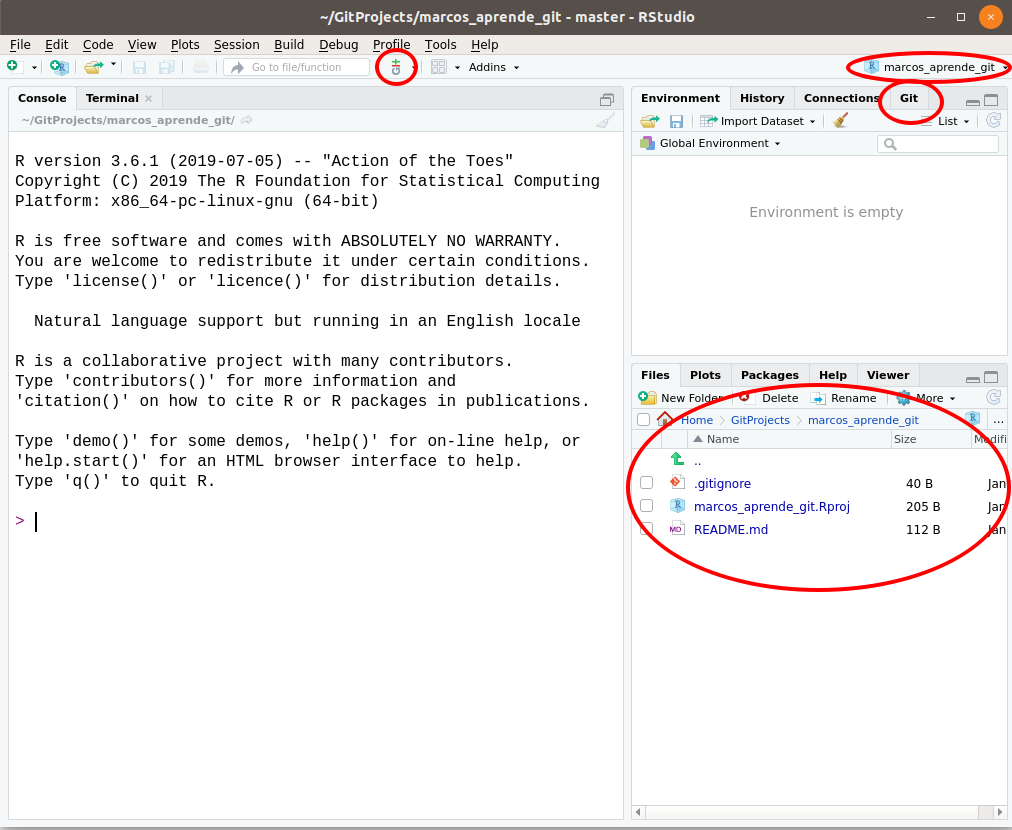 ~/GitProjects/marcos_aprende_git - master - RStudio
File Edit Code View Plots Session Build Debug Profile Tools Help
Go to file/function
Addins
marcos_aprende_git
Console Terminal
~/GitProjects/marcos_aprende_git/
R version 3.6.1 (2019-07-05) -- "Action of the Toes"
Copyright (C) 2019 The R Foundation for Statistical Computing
Platform: x86_64-pc-linux-gnu (64-bit)
R is free software and comes with ABSOLUTELY NO WARRANTY.
You are welcome to redistribute it under certain conditions.
Type 'license()' or 'licence()' for distribution details.
Natural language support but running in an English locale
R is a collaborative project with many contributors.
Type 'contributors()' for more information and
'citation()' on how to cite R or R packages in publications.
Type 'demo()' for some demos, 'help()' for on-line help, or
'help.start()' for an HTML browser interface to help.
Type 'q()' to quit R.
>
Environment History Connections Git
Import Dataset List
Global Environment
Environment is empty
Files Plots Packages Help Viewer
New Folder Delete Rename More
Home GitProjects marcos_aprende_git ...
Name Size Modifi
..
.gitignore 40 B Jan
marcos_aprende_git.Rproj 205 B Jan
MD README.md 112 B Jan